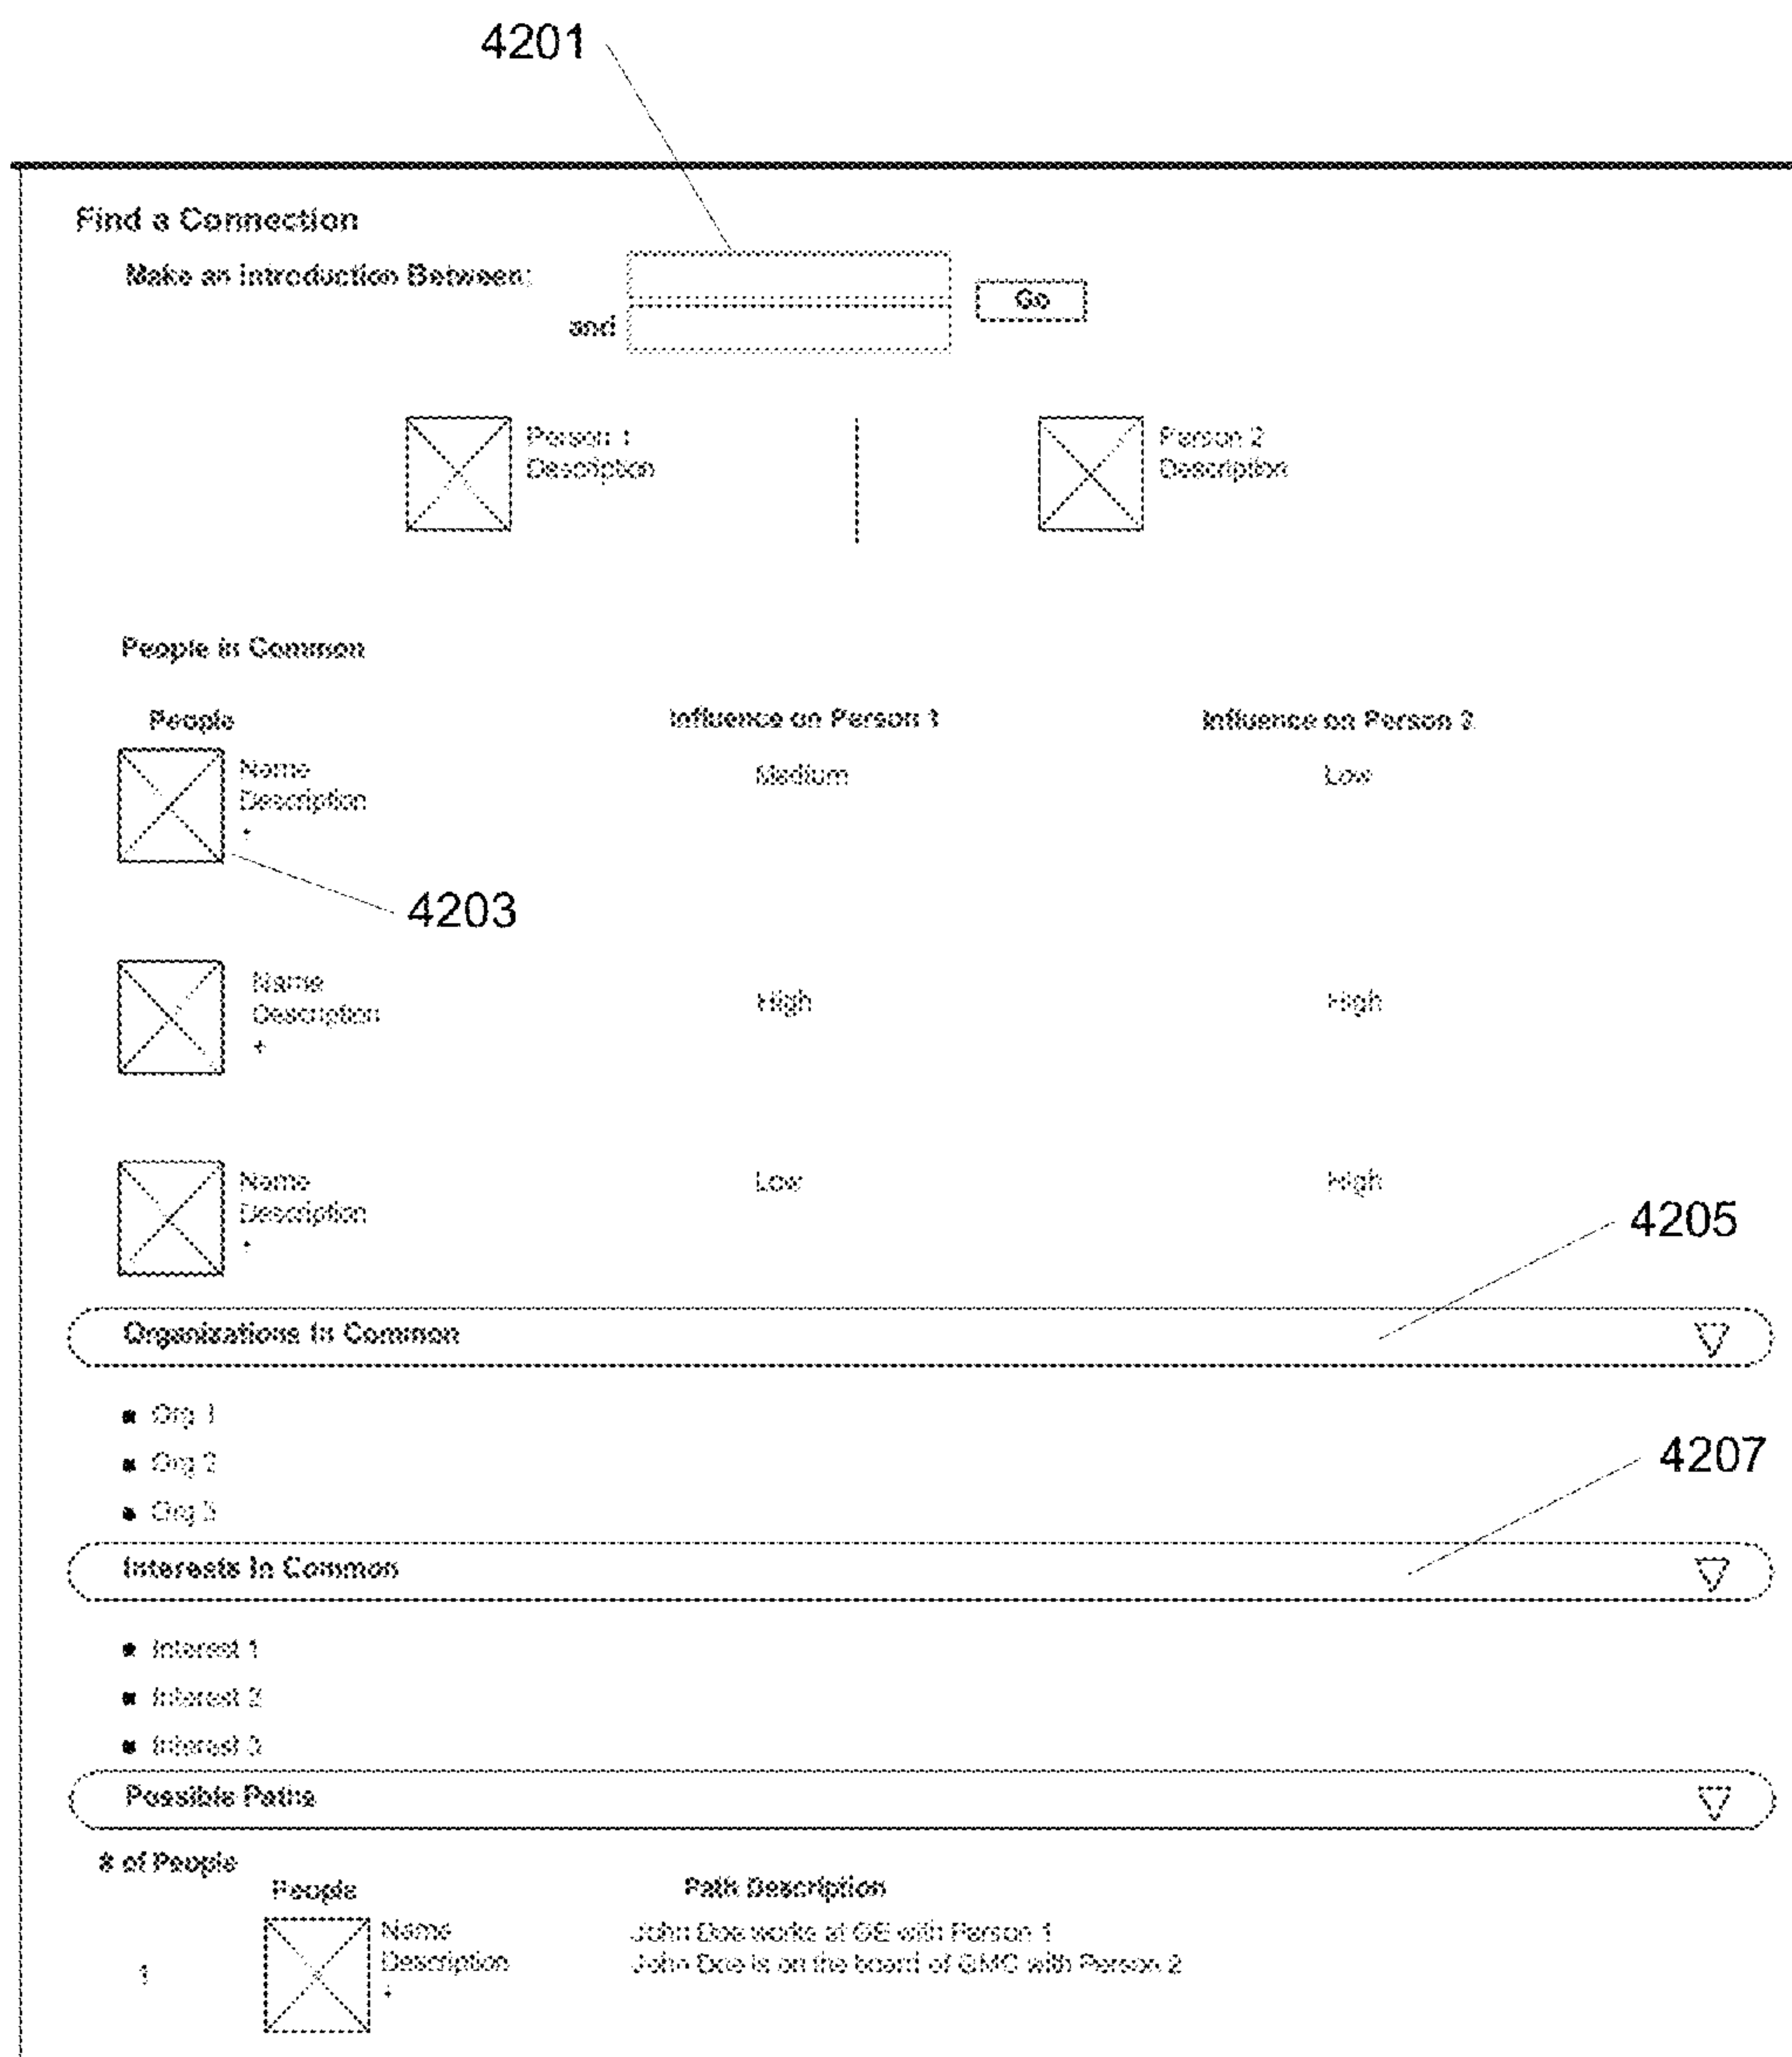 4201
Find a Connection
Make an Introduction Between:
Go
and
Person 1
Description
Person 2
Description
People in Common
People
Influence on Person 1
Influence on Person 2
Name
Description
+
Medium
Low
4203
Name
Description
+
High
High
Name
Description
+
Low
High
4205
Organizations In Common
Org 1
Org 2
Org 3
4207
Interests In Common
Interest 1
Interest 2
Interest 3
Possible Paths
# of People
People
Path Description
1
Name
Description
+
John Doe works at GE with Person 1
John Doe is on the board of GMC with Person 2